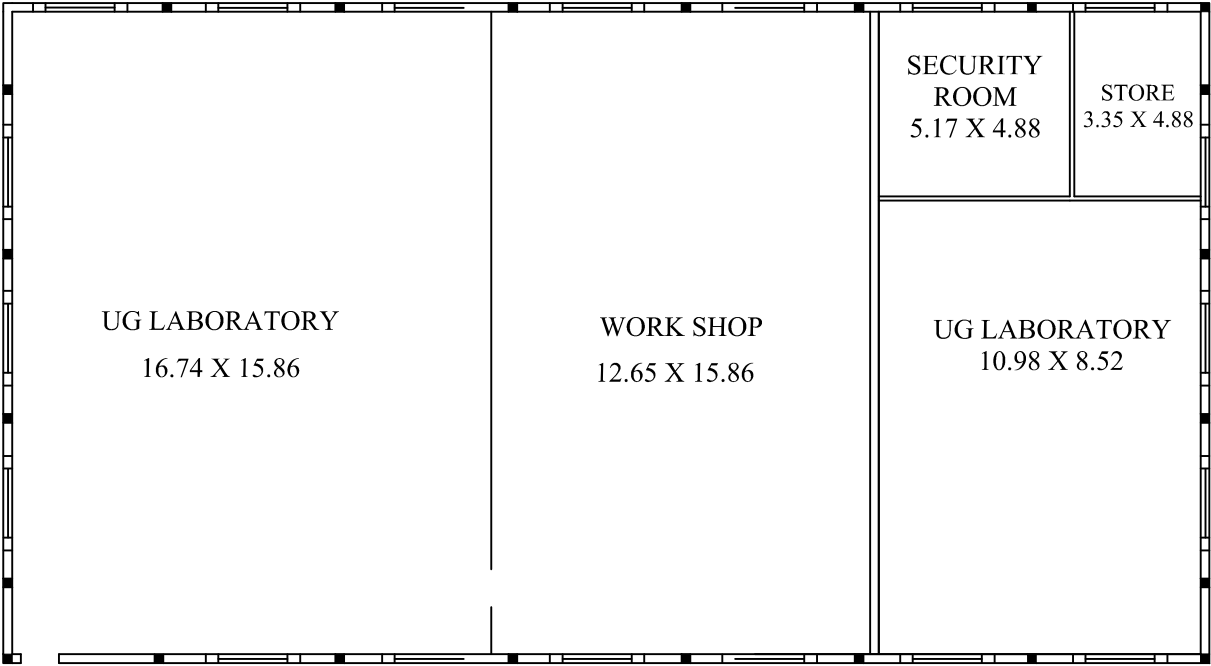 SECURITY
ROOM
5.17 X 4.88
STORE
3.35 X 4.88
UG LABORATORY
16.74 X 15.86
WORK SHOP
12.65 X 15.86
UG LABORATORY
10.98 X 8.52